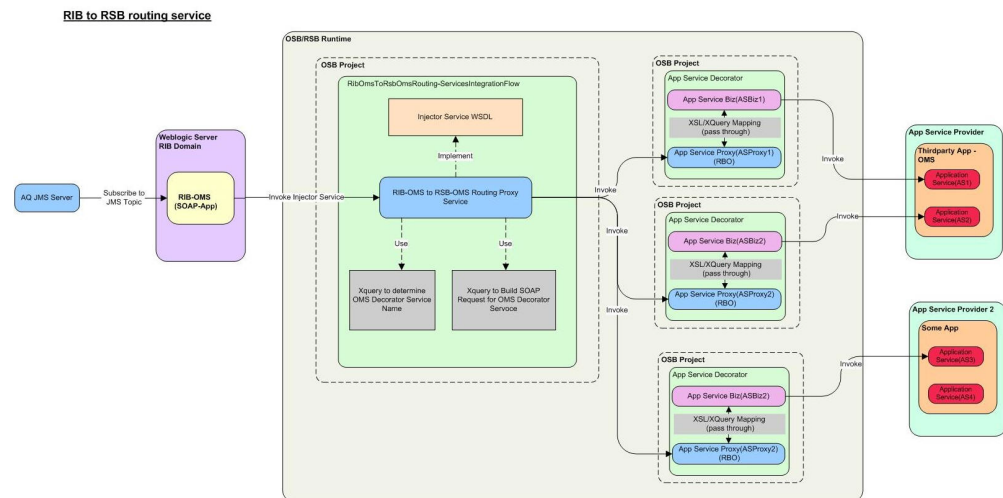 RIB to RSB routing service
OSB/RSB Runtime
OSB Project
RibOmsToRsbOmsRouting-ServicesIntegrationFlow
Injector Service WSDL
Implement
Weblogic Server
RIB Domain
RIB-OMS
(SOAP-App)
AQ JMS Server
Subscribe to
JMS Topic
Invoke Injector Service
RIB-OMS to RSB-OMS Routing Proxy
Service
Use
Use
Xquery to determine
OMS Decorator Service
Name
Xquery to Build SOAP
Request for OMS Decorator
Servoce
Invoke
Invoke
Invoke
OSB Project
App Service Decorator
App Service Biz(ASBiz1)
XSL/XQuery Mapping
(pass through)
App Service Proxy(ASProxy1)
(RBO)
OSB Project
App Service Decorator
App Service Biz(ASBiz2)
XSL/XQuery Mapping
(pass through)
App Service Proxy(ASProxy2)
(RBO)
OSB Project
App Service Decorator
App Service Biz(ASBiz2)
XSL/XQuery Mapping
(pass through)
App Service Proxy(ASProxy2)
(RBO)
Invoke
Invoke
Invoke
App Service Provider
Thirdparty App -
OMS
Application
Service(AS1)
Application
Service(AS2)
App Service Provider 2
Some App
Application
Service(AS3)
Application
Service(AS4)